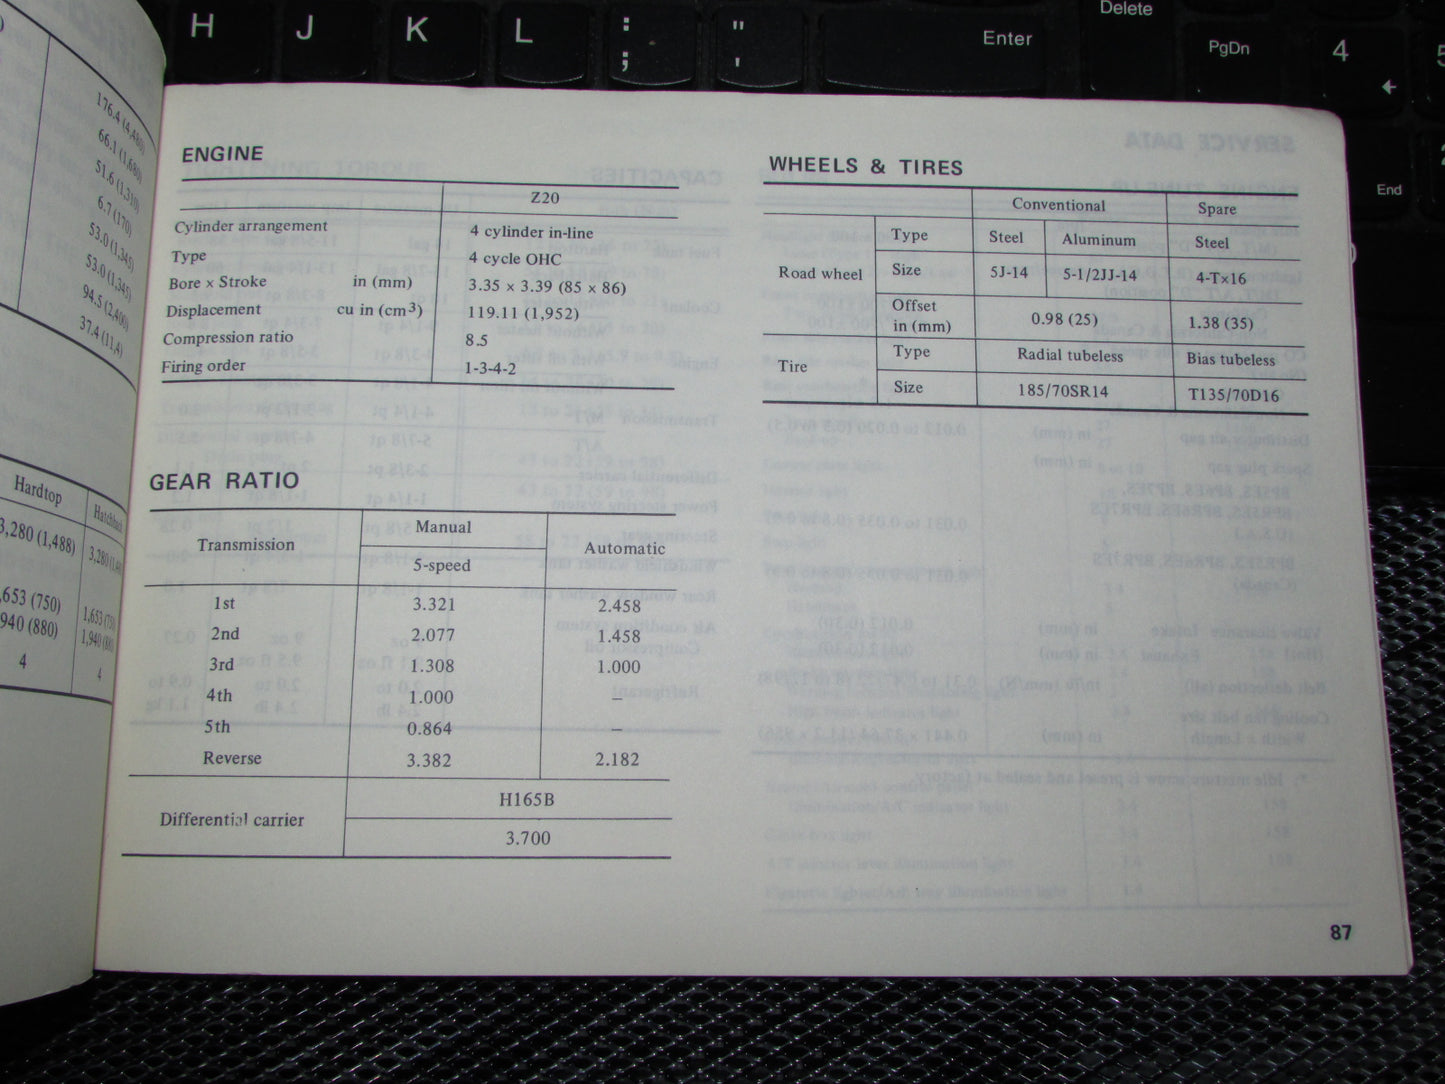 H J K L : ; " ' Enter Delete PgDn 4
End
176.4 (4,480)
66.1 (1,680)
51.6 (1,310)
6.7 (170)
53.0 (1,345)
53.0 (1,345)
94.5 (2,400)
37.4 (11,4)
Hardtop Hatchback
3,280 (1,488)
,653 (750) 1,653 (750)
940 (880) 1,940 (880)
4 4
ENGINE
Z20
Cylinder arrangement 4 cylinder in-line
Type 4 cycle OHC
Bore x Stroke in (mm) 3.35 × 3.39 (85 × 86)
Displacement cu in (cm³) 119.11 (1,952)
Compression ratio 8.5
Firing order 1-3-4-2
GEAR RATIO
Transmission Manual Automatic
5-speed
1st 3.321 2.458
2nd 2.077 1.458
3rd 1.308 1.000
4th 1.000 –
5th 0.864 –
Reverse 3.382 2.182
Differential carrier H165B
3.700
WHEELS & TIRES
Conventional Spare
Road wheel Type Steel Aluminum Steel
Size 5J-14 5-1/2JJ-14 4-Tx16
Offset in (mm) 0.98 (25) 1.38 (35)
Tire Type Radial tubeless Bias tubeless
Size 185/70SR14 T135/70D16
87